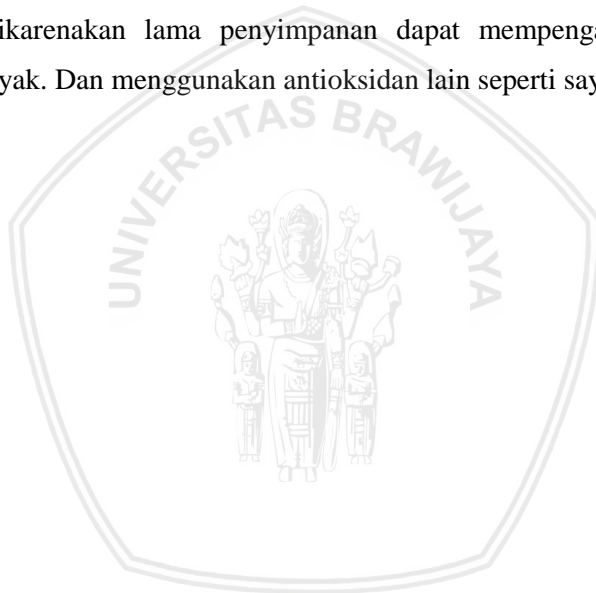 ikarenakan lama penyimpanan dapat mempenga
yak. Dan menggunakan antioksidan lain seperti say
UNIVERSITAS BRAWIJAYA